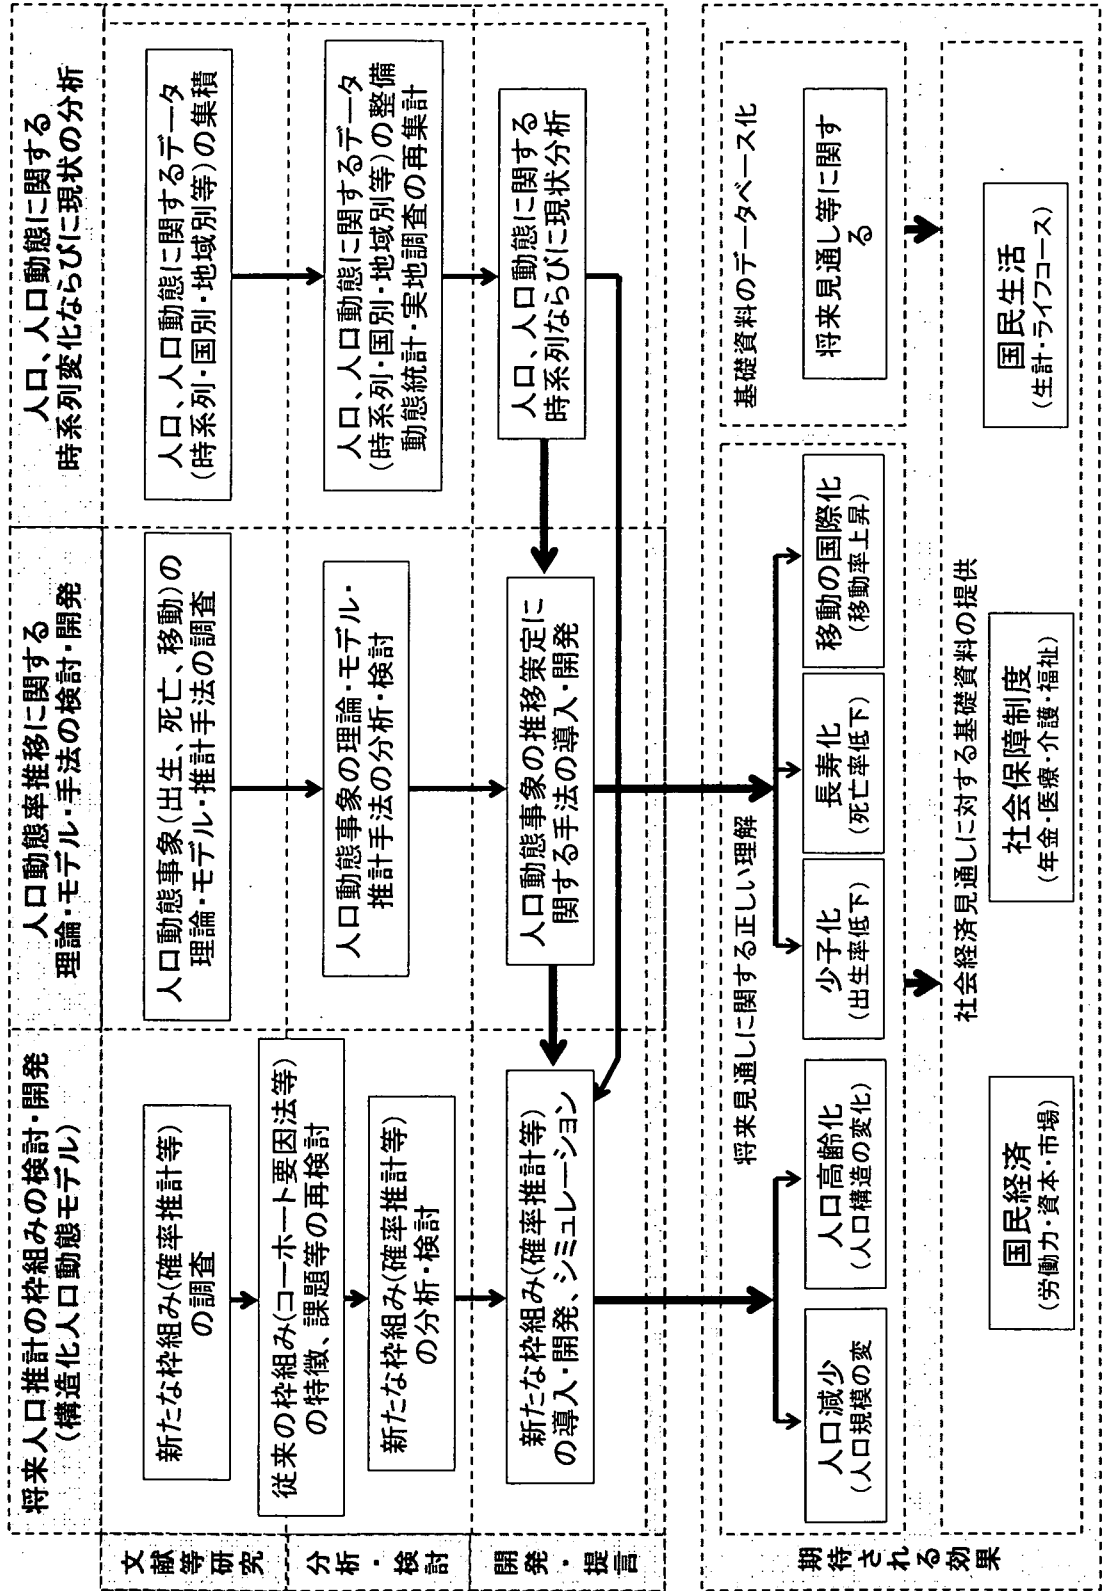 将来人口推計の枠組みの検討・開発
(構造化人口動態モデル)
人口動態率推移に関する
理論・モデル・手法の検討・開発
人口、人口動態に関する
時系列変化ならびに現状の分析
文献等研究
新たな枠組み(確率推計等)
の調査
人口動態事象(出生、死亡、移動)の
理論・モデル・推計手法の調査
人口、人口動態に関するデータ
(時系列・国別・地域別等)の集積
従来の枠組み(コーホート要因法等)
の特徴、課題等の再検討
分析・検討
新たな枠組み(確率推計等)
の分析・検討
人口動態事象の理論・モデル・
推計手法の分析・検討
人口、人口動態に関するデータ
(時系列・国別・地域別等)の整備
動態統計・実地調査の再集計
開発・提言
新たな枠組み(確率推計等)
の導入・開発、シミュレーション
人口動態事象の推移策定に
関する手法の導入・開発
人口、人口動態に関する
時系列ならびに現状分析
期待される効果
将来見通しに関する正しい理解
人口減少
(人口規模の変
人口高齢化
(人口構造の変化)
少子化
(出生率低下)
長寿化
(死亡率低下)
移動の国際化
(移動率上昇)
基礎資料のデータベース化
将来見通し等に関す
る
社会経済見通しに対する基礎資料の提供
国民経済
(労働力・資本・市場)
社会保障制度
(年金・医療・介護 福祉)
国民生活
(生計・ライフコース)